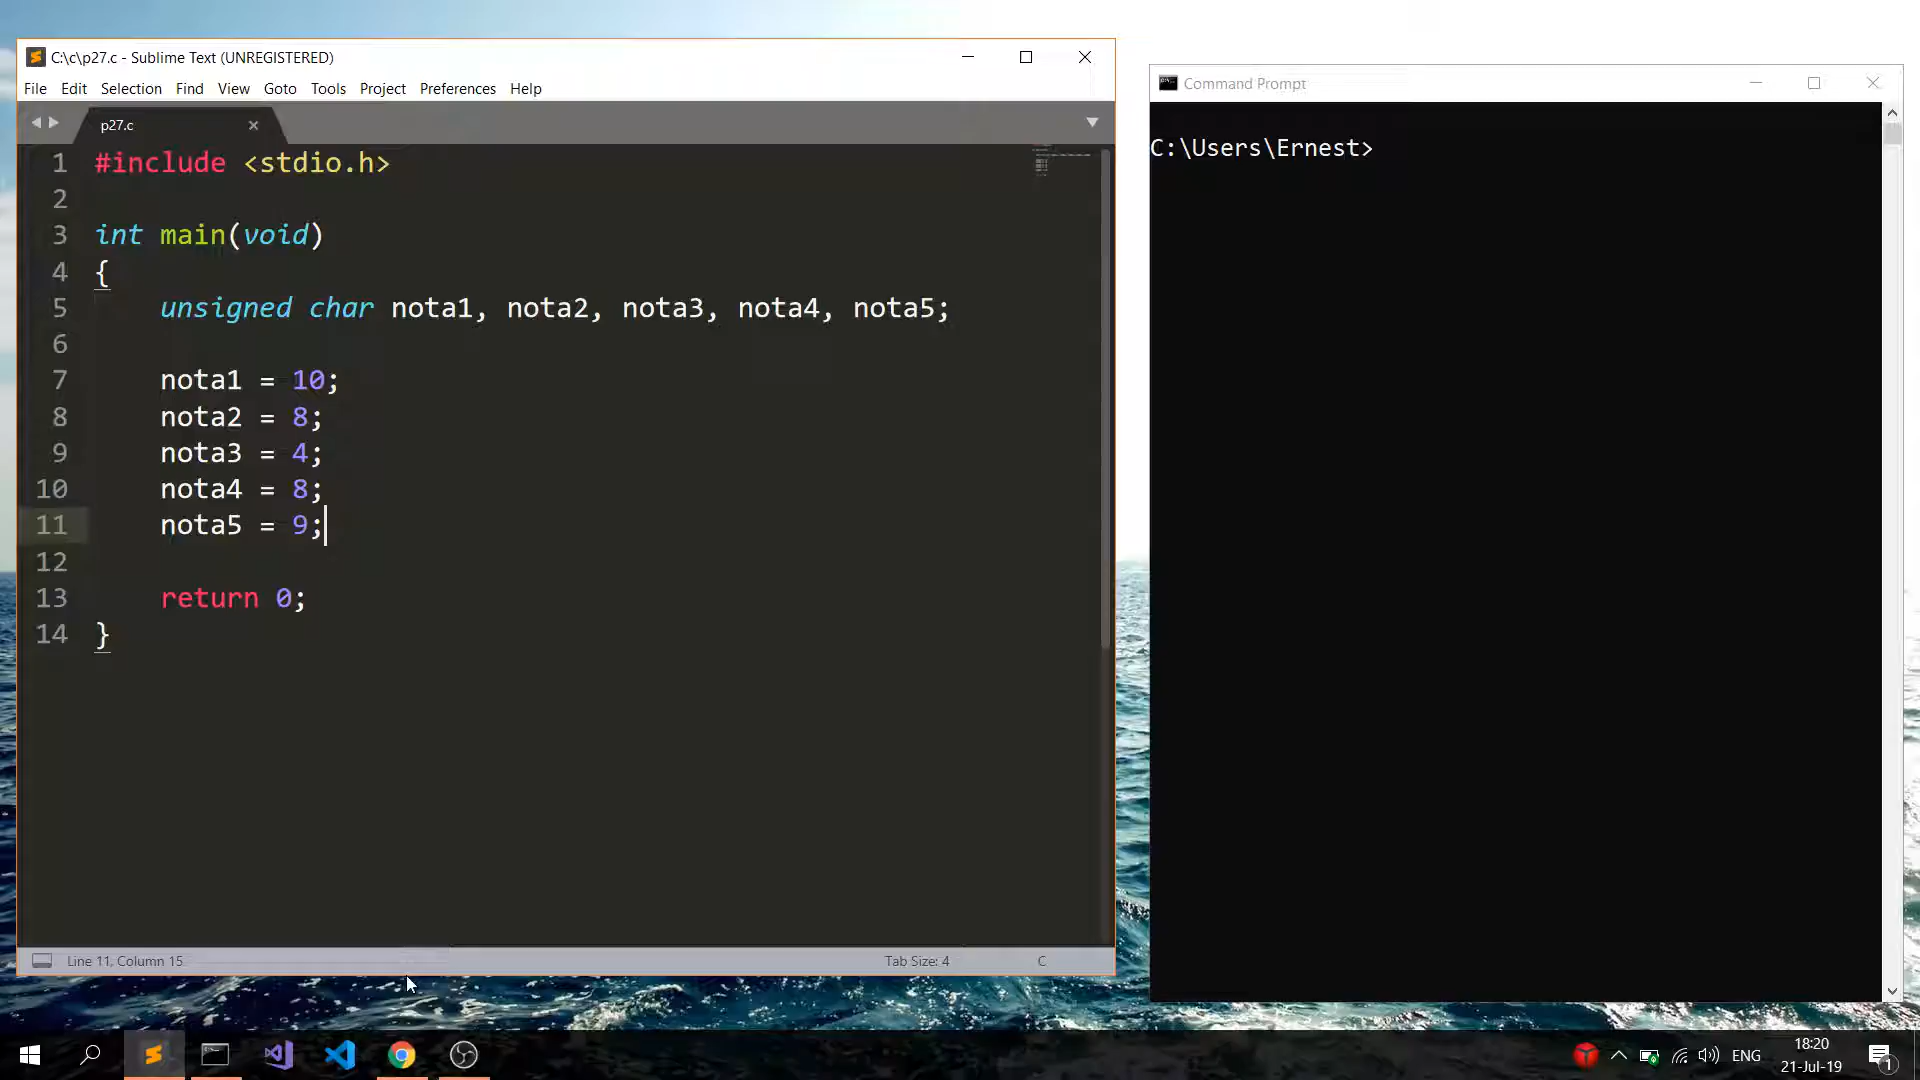 C:\c\p27.c - Sublime Text (UNREGISTERED)
File Edit Selection Find View Goto Tools Project Preferences Help
p27.c
1 #include <stdio.h>
2
3 int main(void)
4 {
5 unsigned char nota1, nota2, nota3, nota4, nota5;
6
7 nota1 = 10;
8 nota2 = 8;
9 nota3 = 4;
10 nota4 = 8;
11 nota5 = 9;
12
13 return 0;
14 }
Line 11, Column 15 Tab Size: 4 C
Command Prompt
C:\Users\Ernest>
ENG
18:20
21-Jul-19
1